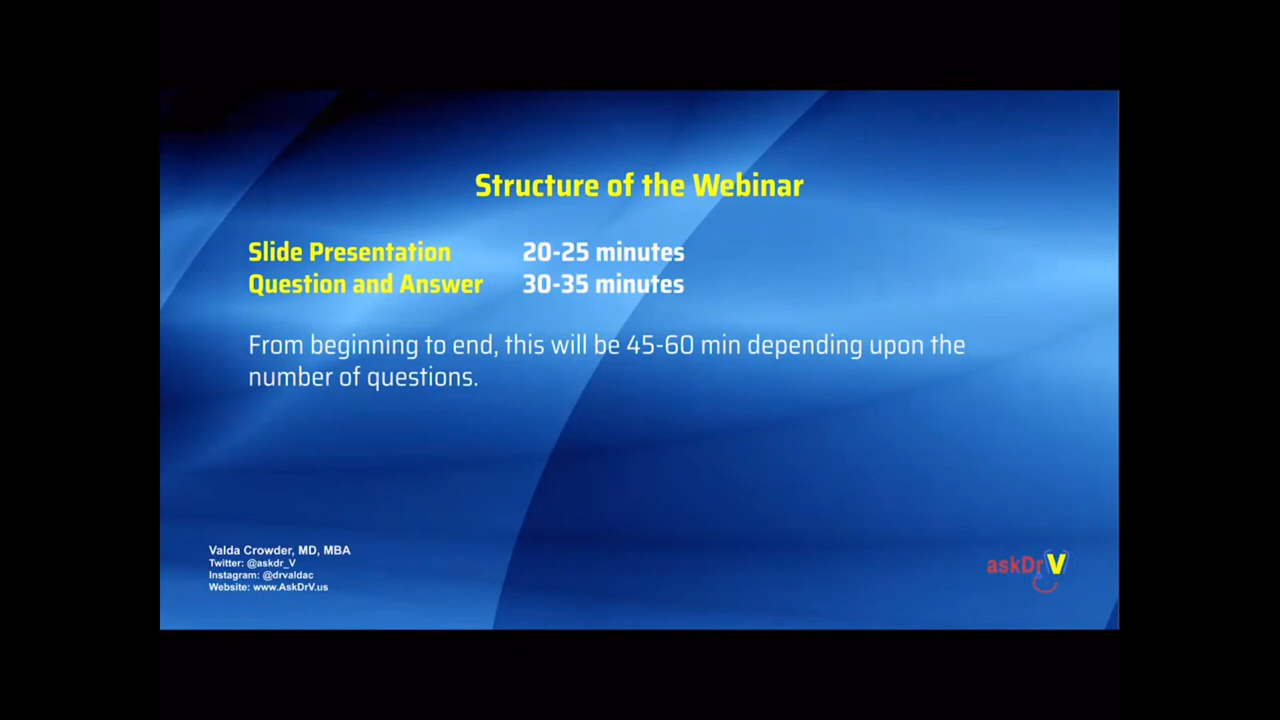 Structure of the Webinar
Slide Presentation 20-25 minutes
Question and Answer 30-35 minutes
From beginning to end, this will be 45-60 min depending upon the
number of questions.
Valda Crowder, MD, MBA
Twitter: @askdr_V
Instagram: @drvaldac
Website: www.AskDrV.us
askDrV